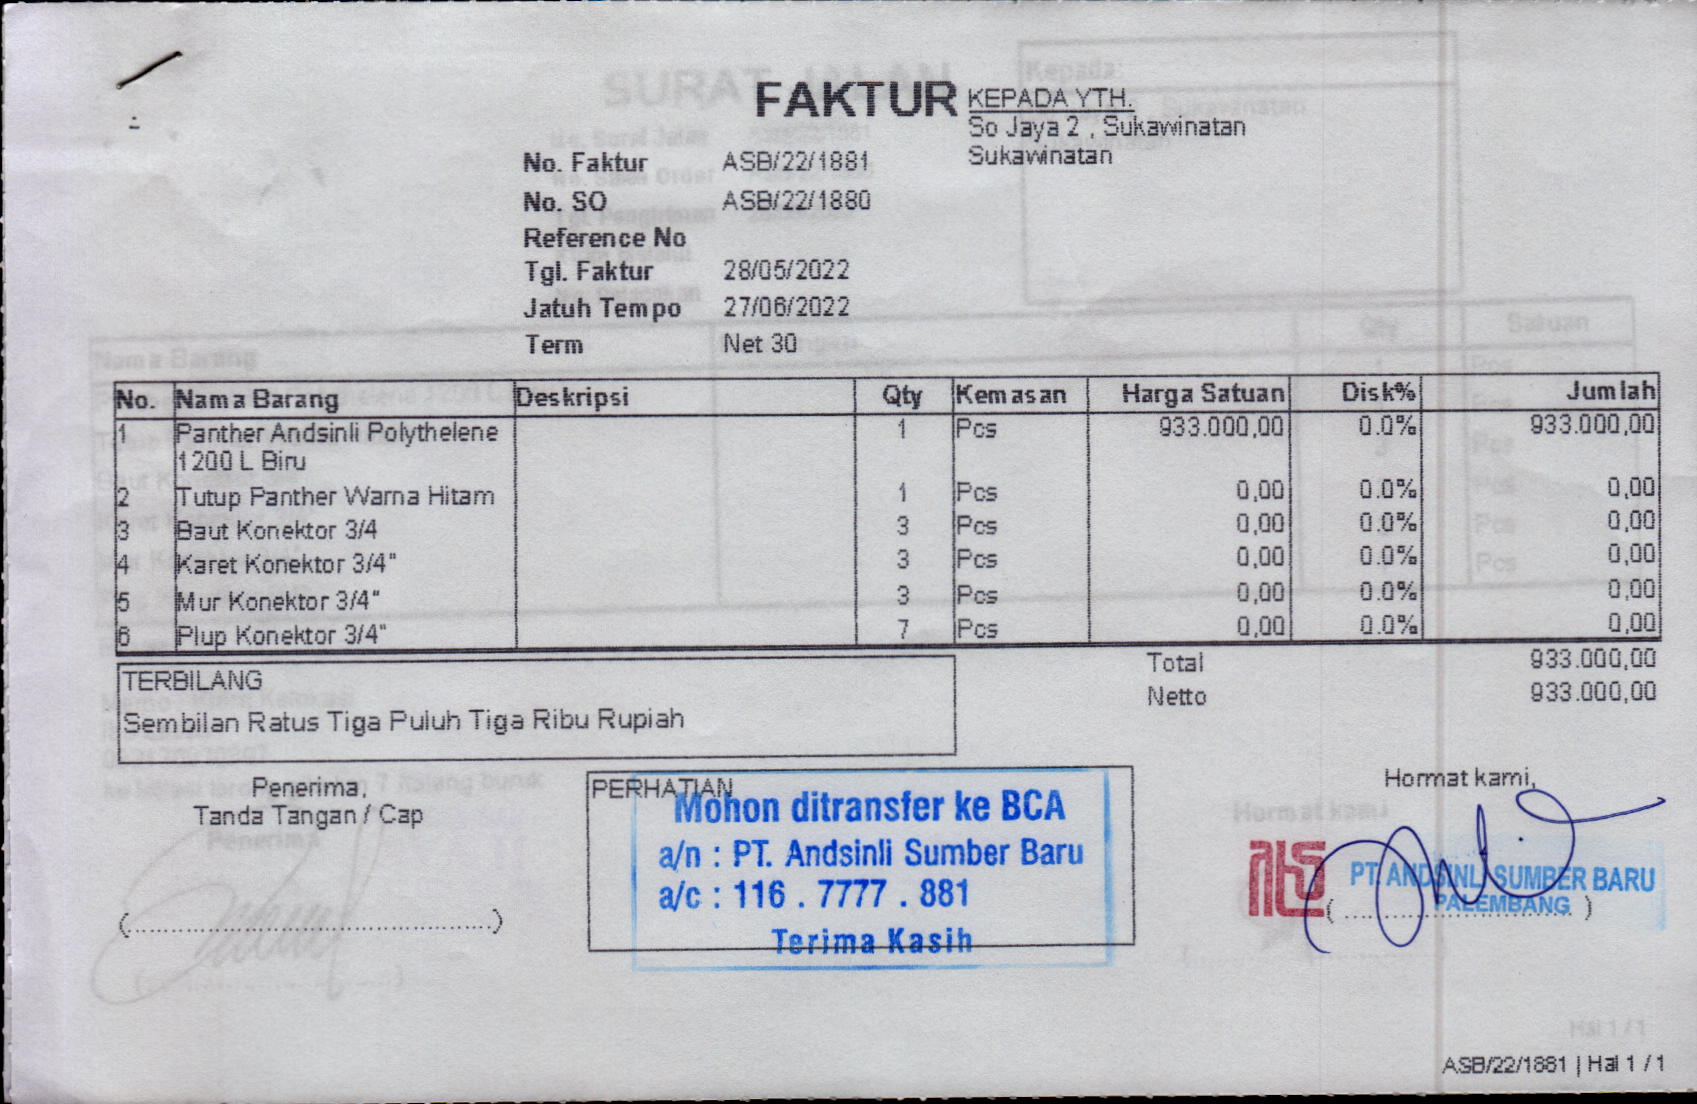 FAKTUR
KEPADA YTH.
So Jaya 2 , Sukawinatan
Sukawinatan
No. Faktur ASB/22/1881
No. SO ASB/22/1880
Reference No
Tgl. Faktur 28/05/2022
Jatuh Tempo 27/06/2022
Term Net 30
No. Nama Barang Deskripsi Qty Kemasan Harga Satuan Disk% Jumlah
1 Panther Andsinli Polythelene 1 Pcs 933.000,00 0.0% 933.000,00
1200 L Biru
2 Tutup Panther Warna Hitam 1 Pcs 0,00 0.0% 0,00
3 Baut Konektor 3/4 3 Pcs 0,00 0.0% 0,00
4 Karet Konektor 3/4" 3 Pcs 0,00 0.0% 0,00
5 Mur Konektor 3/4" 3 Pcs 0,00 0.0% 0,00
6 Plup Konektor 3/4" 7 Pcs 0,00 0.0% 0,00
Total 933.000,00
Netto 933.000,00
TERBILANG
Sembilan Ratus Tiga Puluh Tiga Ribu Rupiah
Penerima,
Tanda Tangan / Cap
(..........................................................)
PERHATIAN
Mohon ditransfer ke BCA
a/n : PT. Andsinli Sumber Baru
a/c : 116 . 7777 . 881
Terima Kasih
Hormat kami,
PT. ANDSINLI SUMBER BARU
PALEMBANG
( ..................................... )
ASB/22/1881 | Hal 1 / 1